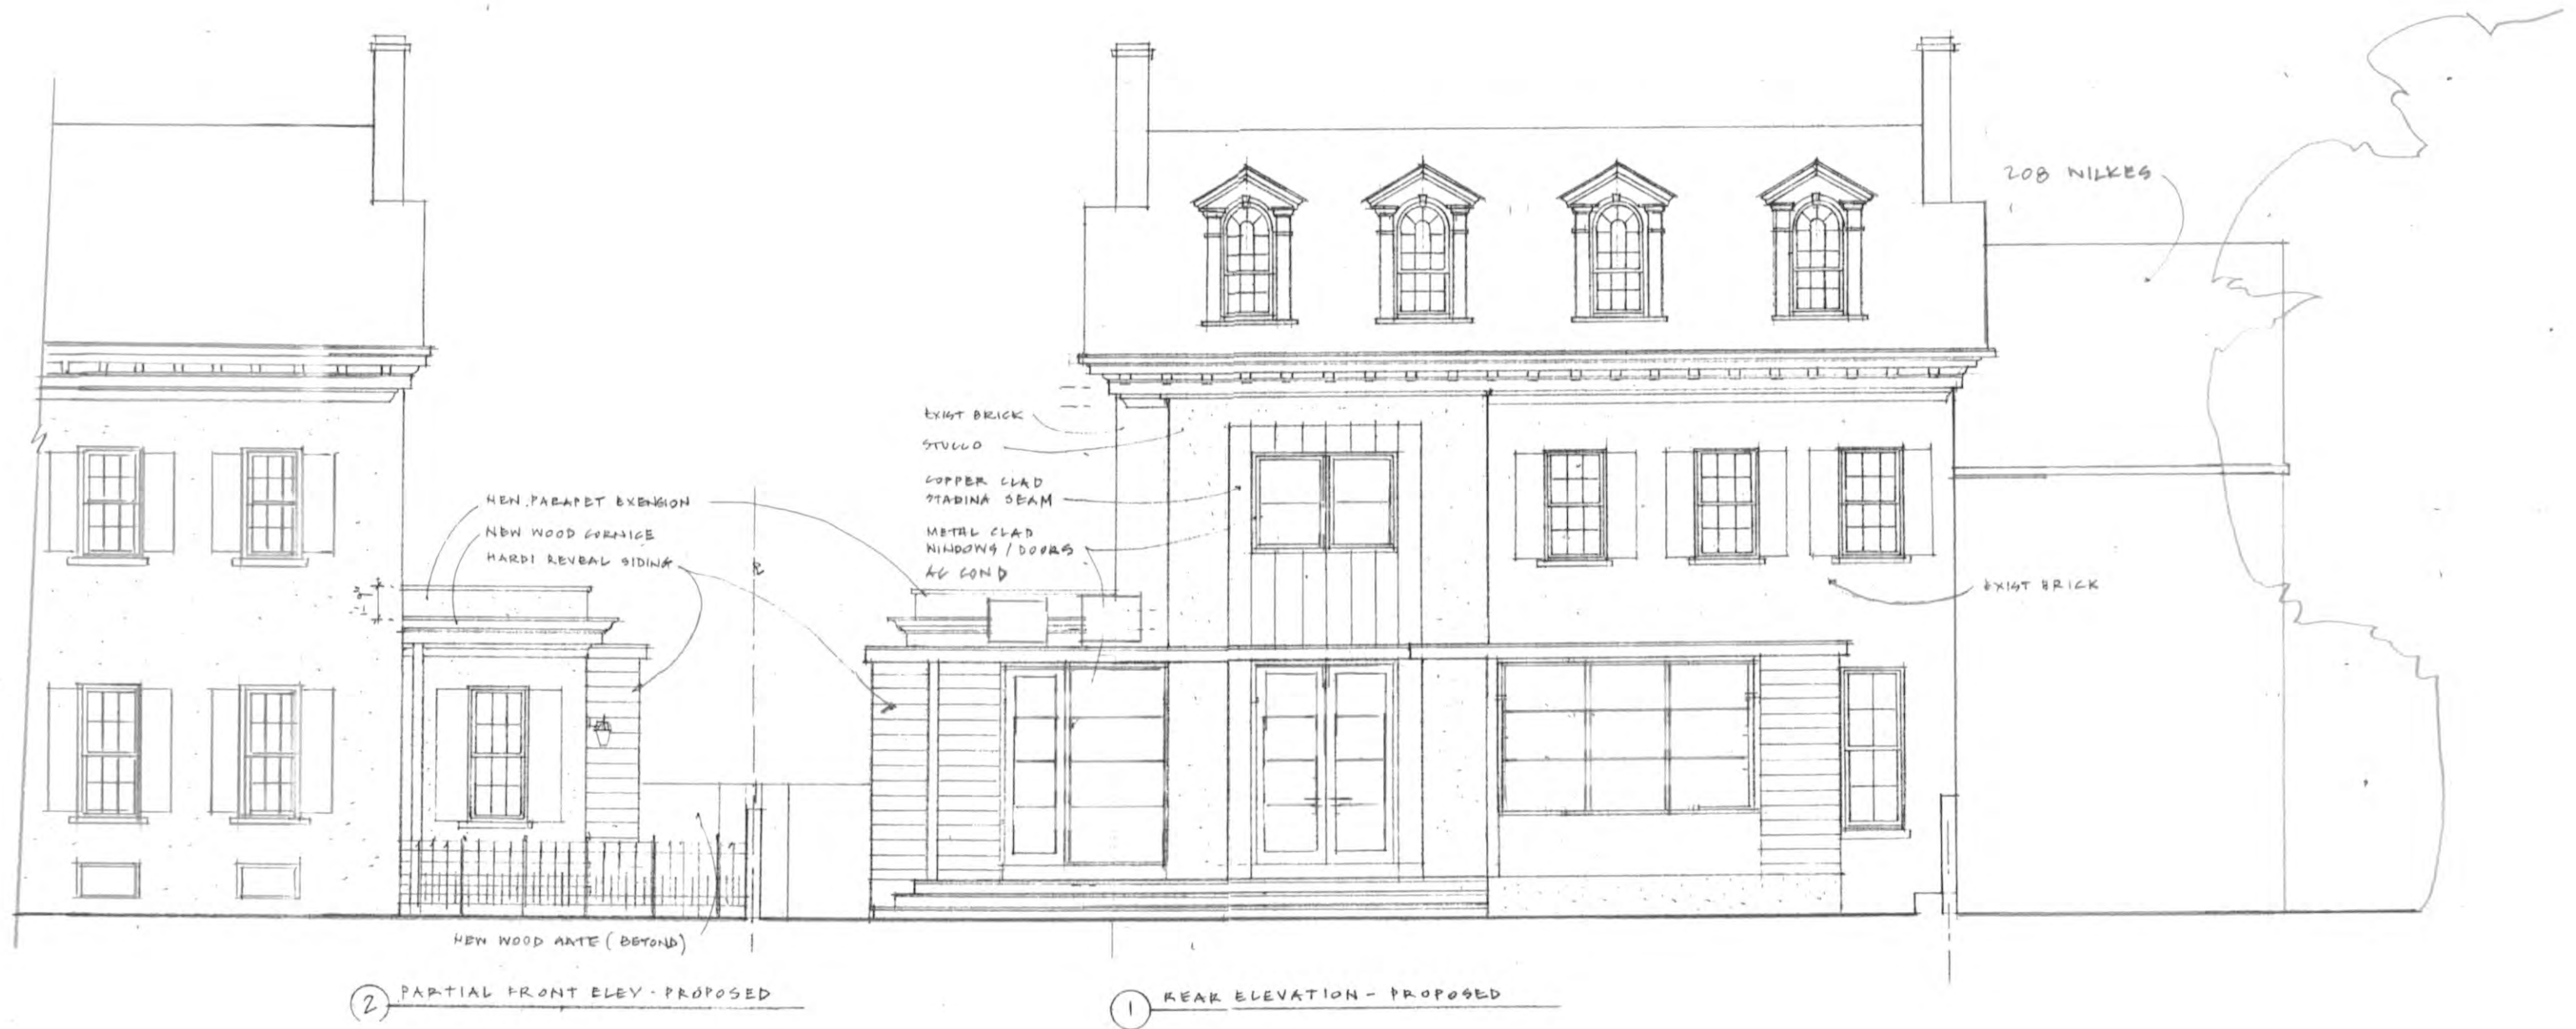 208 WILKES
EXIST BRICK
STUCCO
COPPER CLAD
STADING SEAM
METAL CLAD
WINDOWS / DOORS
AC COND
NEW PARAPET EXENSION
NEW WOOD CORNICE
HARDI REVEAL SIDING
EXIST BRICK
NEW WOOD GATE (BEYOND)
2 PARTIAL FRONT ELEV - PROPOSED
1 REAR ELEVATION - PROPOSED